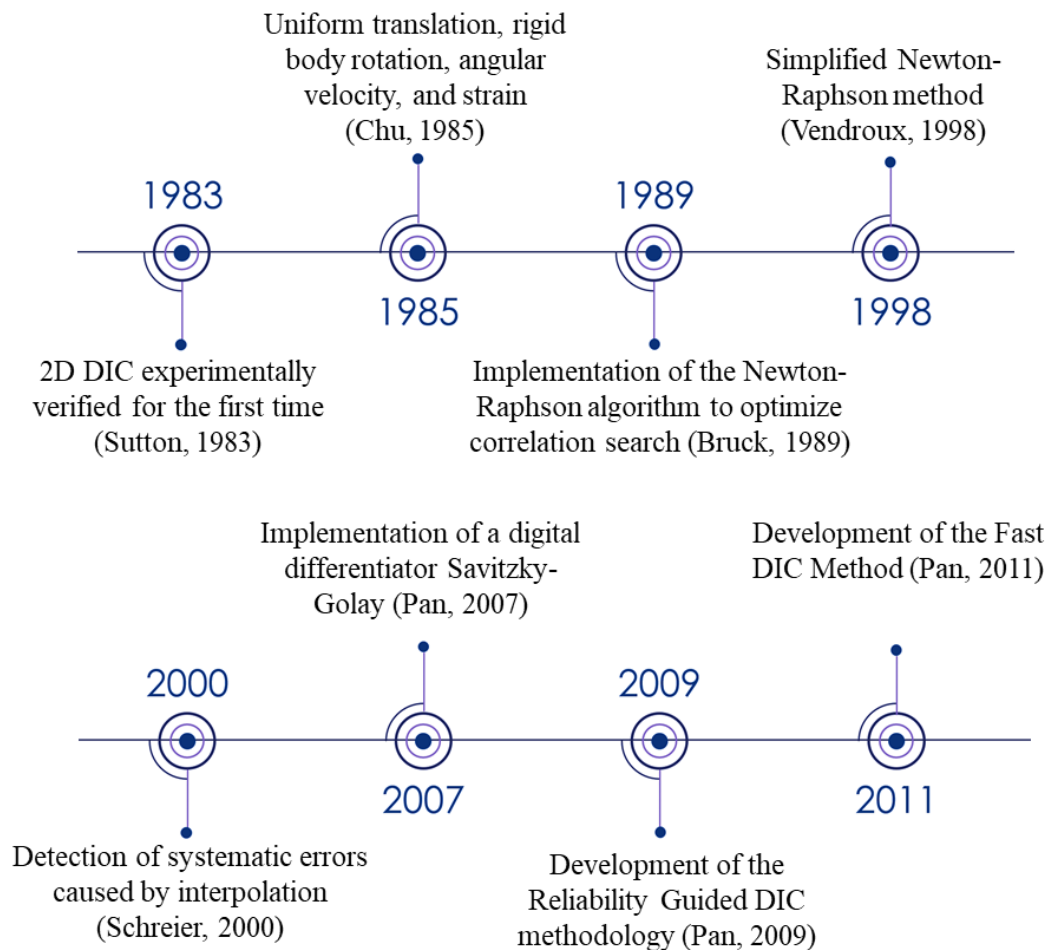 Uniform translation, rigid
body rotation, angular
velocity, and strain
(Chu, 1985)
Simplified Newton-
Raphson method
(Vendroux, 1998)
1983
1989
1985
1998
2D DIC experimentally
verified for the first time
(Sutton, 1983)
Implementation of the Newton-
Raphson algorithm to optimize
correlation search (Bruck, 1989)
Implementation of a digital
differentiator Savitzky-
Golay (Pan, 2007)
Development of the Fast
DIC Method (Pan, 2011)
2000
2009
2007
2011
Detection of systematic errors
caused by interpolation
(Schreier, 2000)
Development of the
Reliability Guided DIC
methodology (Pan, 2009)